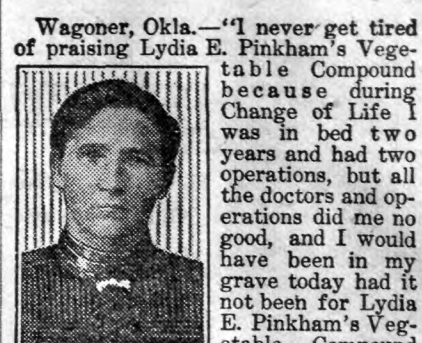 Wagoner, Okla.—"I never get tired
of praising Lydia E. Pinkham's Vege-
table Compound
because during
Change of Life I
was in bed two
years and had two
operations, but all
the doctors and op-
erations did me no
good, and I would
have been in my
grave today had it
not been for Lydia
E. Pinkham's Veg-
etable Compound